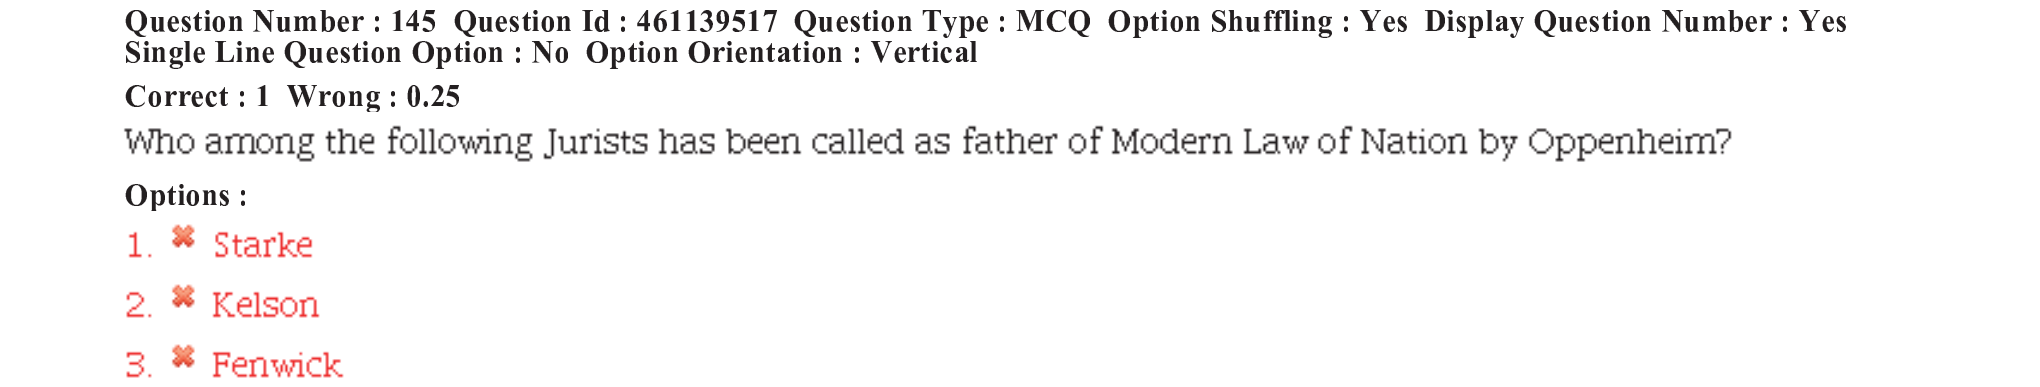 Question Number : 145 Question Id : 461139517 Question Type : MCQ Option Shuffling : Yes Display Question Number : Yes
Single Line Question Option : No Option Orientation : Vertical
Correct : 1 Wrong : 0.25
Who among the following Jurists has been called as father of Modern Law of Nation by Oppenheim?
Options :
1. ✖ Starke
2. ✖ Kelson
3. ✖ Fenwick